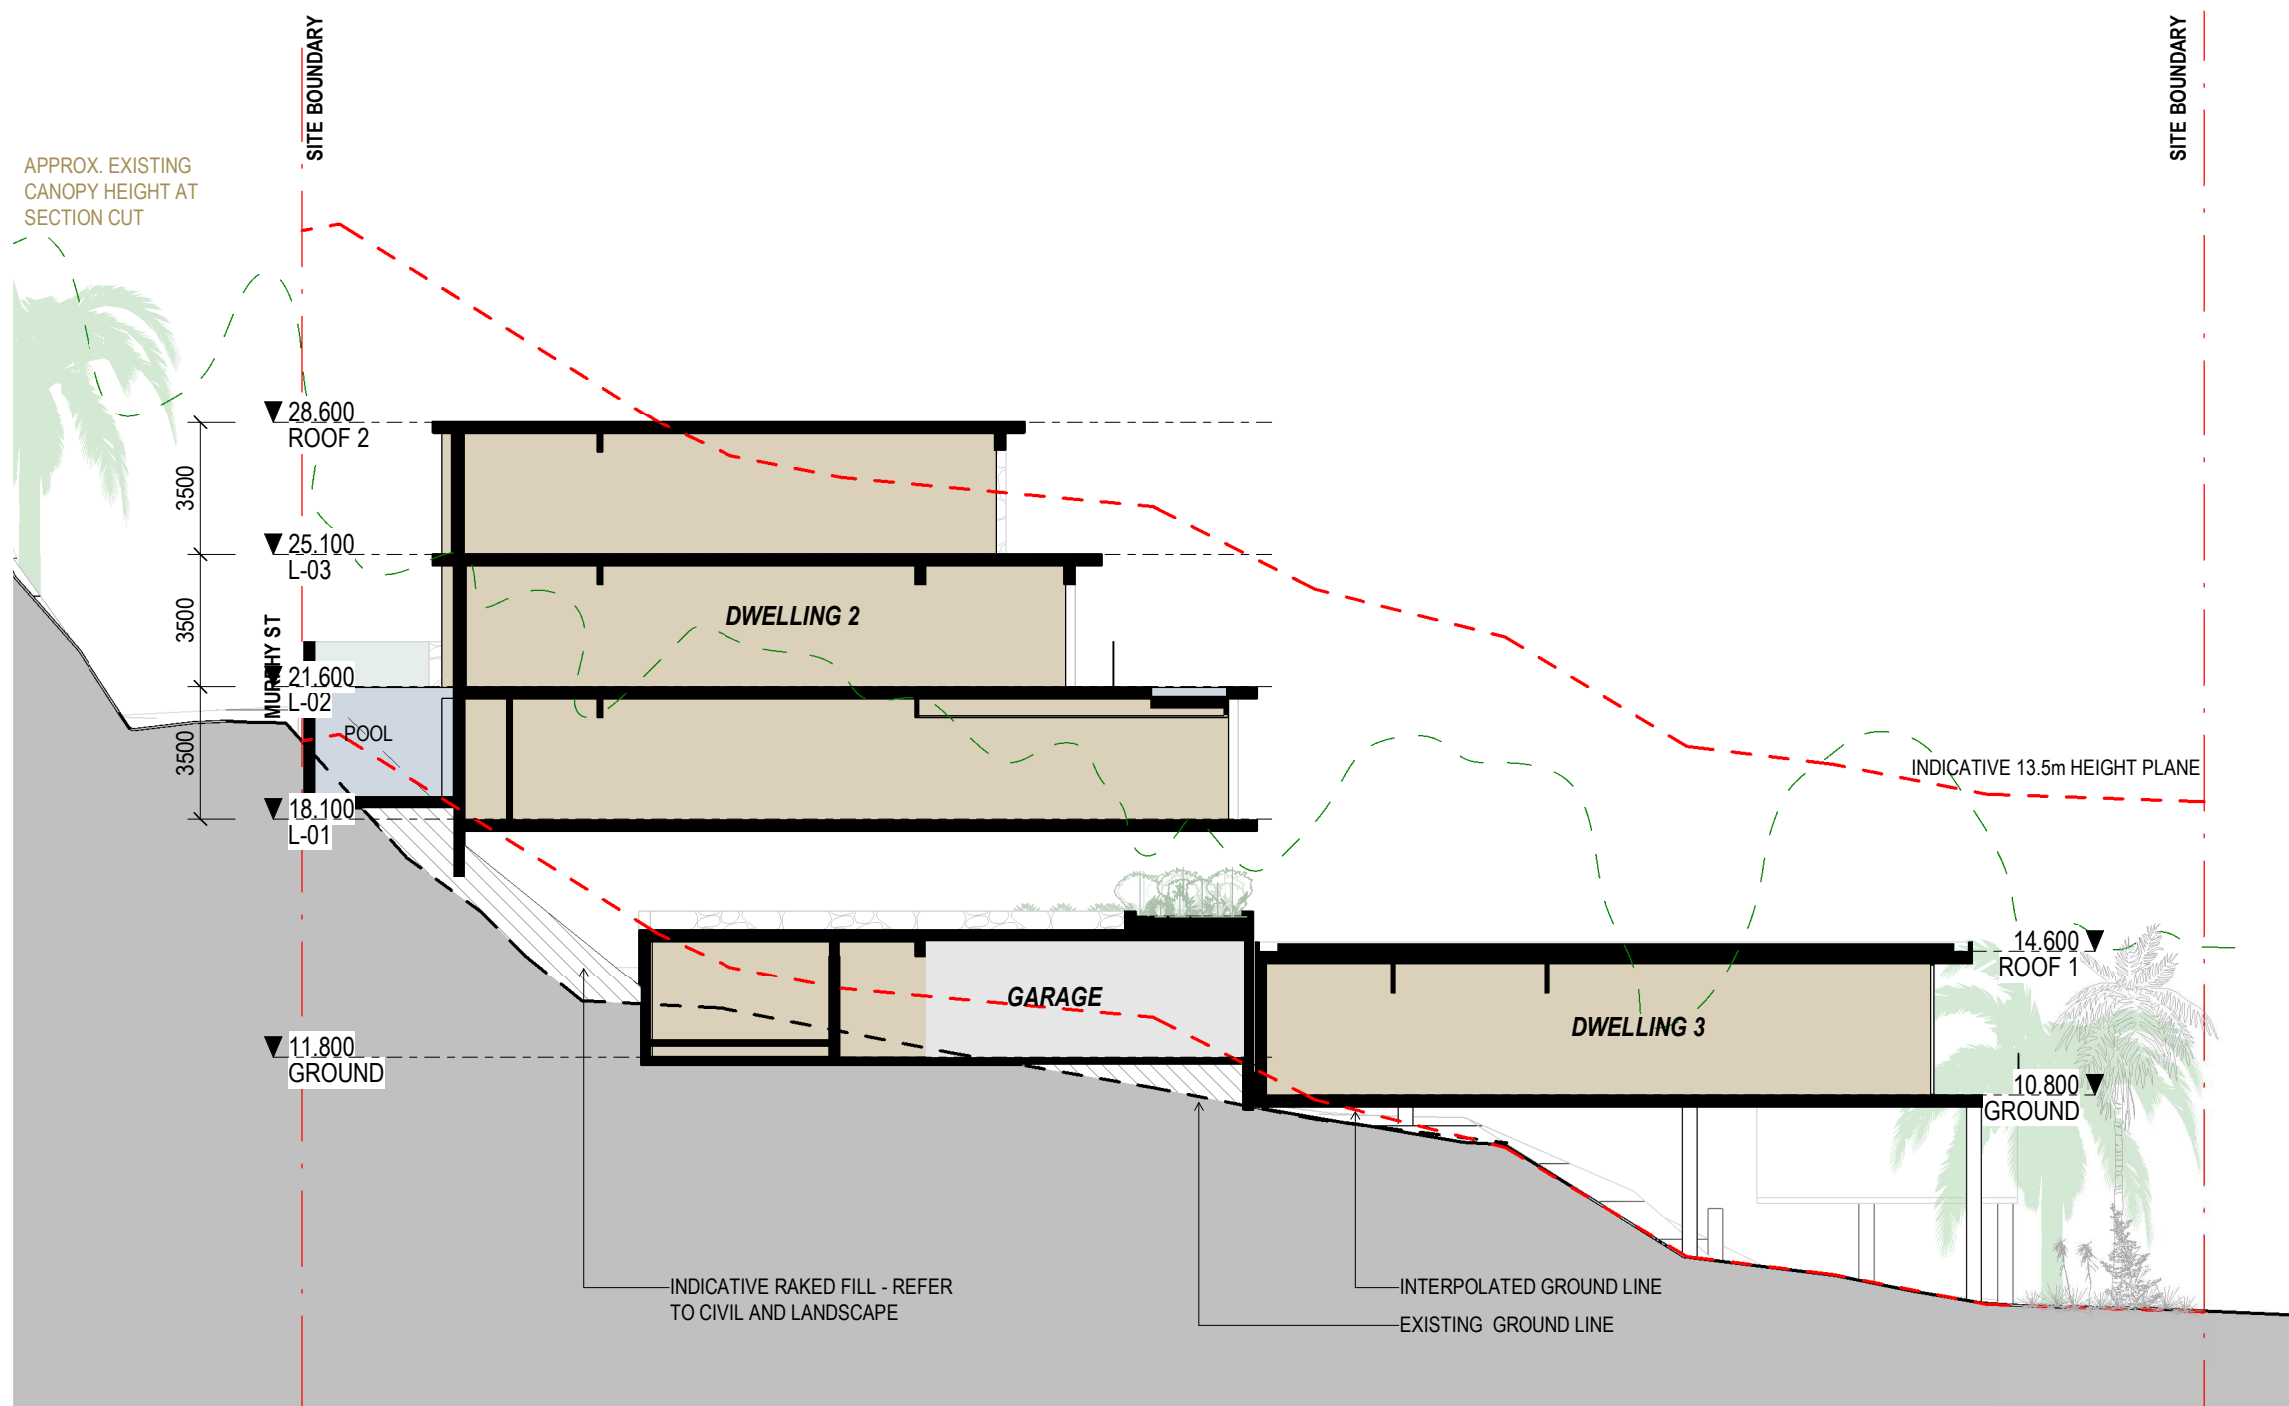 SITE BOUNDARY
SITE BOUNDARY
APPROX. EXISTING
CANOPY HEIGHT AT
SECTION CUT
28.600
ROOF 2
3500
25.100
L-03
3500
DWELLING 2
MURPHY ST
21.600
L-02
POOL
3500
18.100
L-01
INDICATIVE 13.5m HEIGHT PLANE
14.600
ROOF 1
GARAGE
DWELLING 3
11.800
GROUND
10.800
GROUND
INDICATIVE RAKED FILL - REFER
TO CIVIL AND LANDSCAPE
INTERPOLATED GROUND LINE
EXISTING GROUND LINE